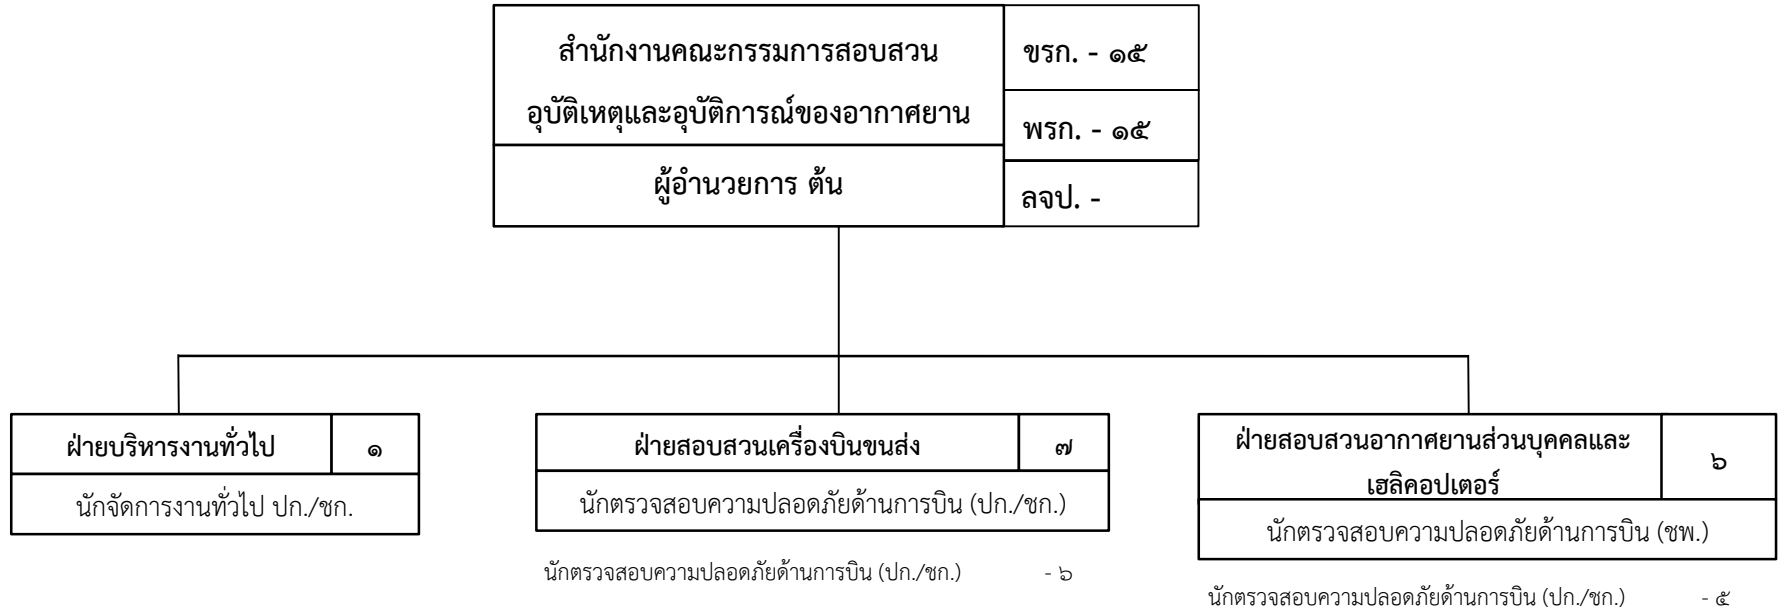 สำนักงานคณะกรรมการสอบสวน
อุบัติเหตุและอุบัติการณ์ของอากาศยาน
ผู้อำนวยการ ต้น
ขรก. - ๑๕
พรก. - ๑๕
ลจป. -
ฝ่ายบริหารงานทั่วไป ๑
นักจัดการงานทั่วไป ปก./ชก.
ฝ่ายสอบสวนเครื่องบินขนส่ง ๗
นักตรวจสอบความปลอดภัยด้านการบิน (ปก./ชก.)
นักตรวจสอบความปลอดภัยด้านการบิน (ปก./ชก.) - ๖
ฝ่ายสอบสวนอากาศยานส่วนบุคคลและ
เฮลิคอปเตอร์ ๖
นักตรวจสอบความปลอดภัยด้านการบิน (ชพ.)
นักตรวจสอบความปลอดภัยด้านการบิน (ปก./ชก.) - ๕